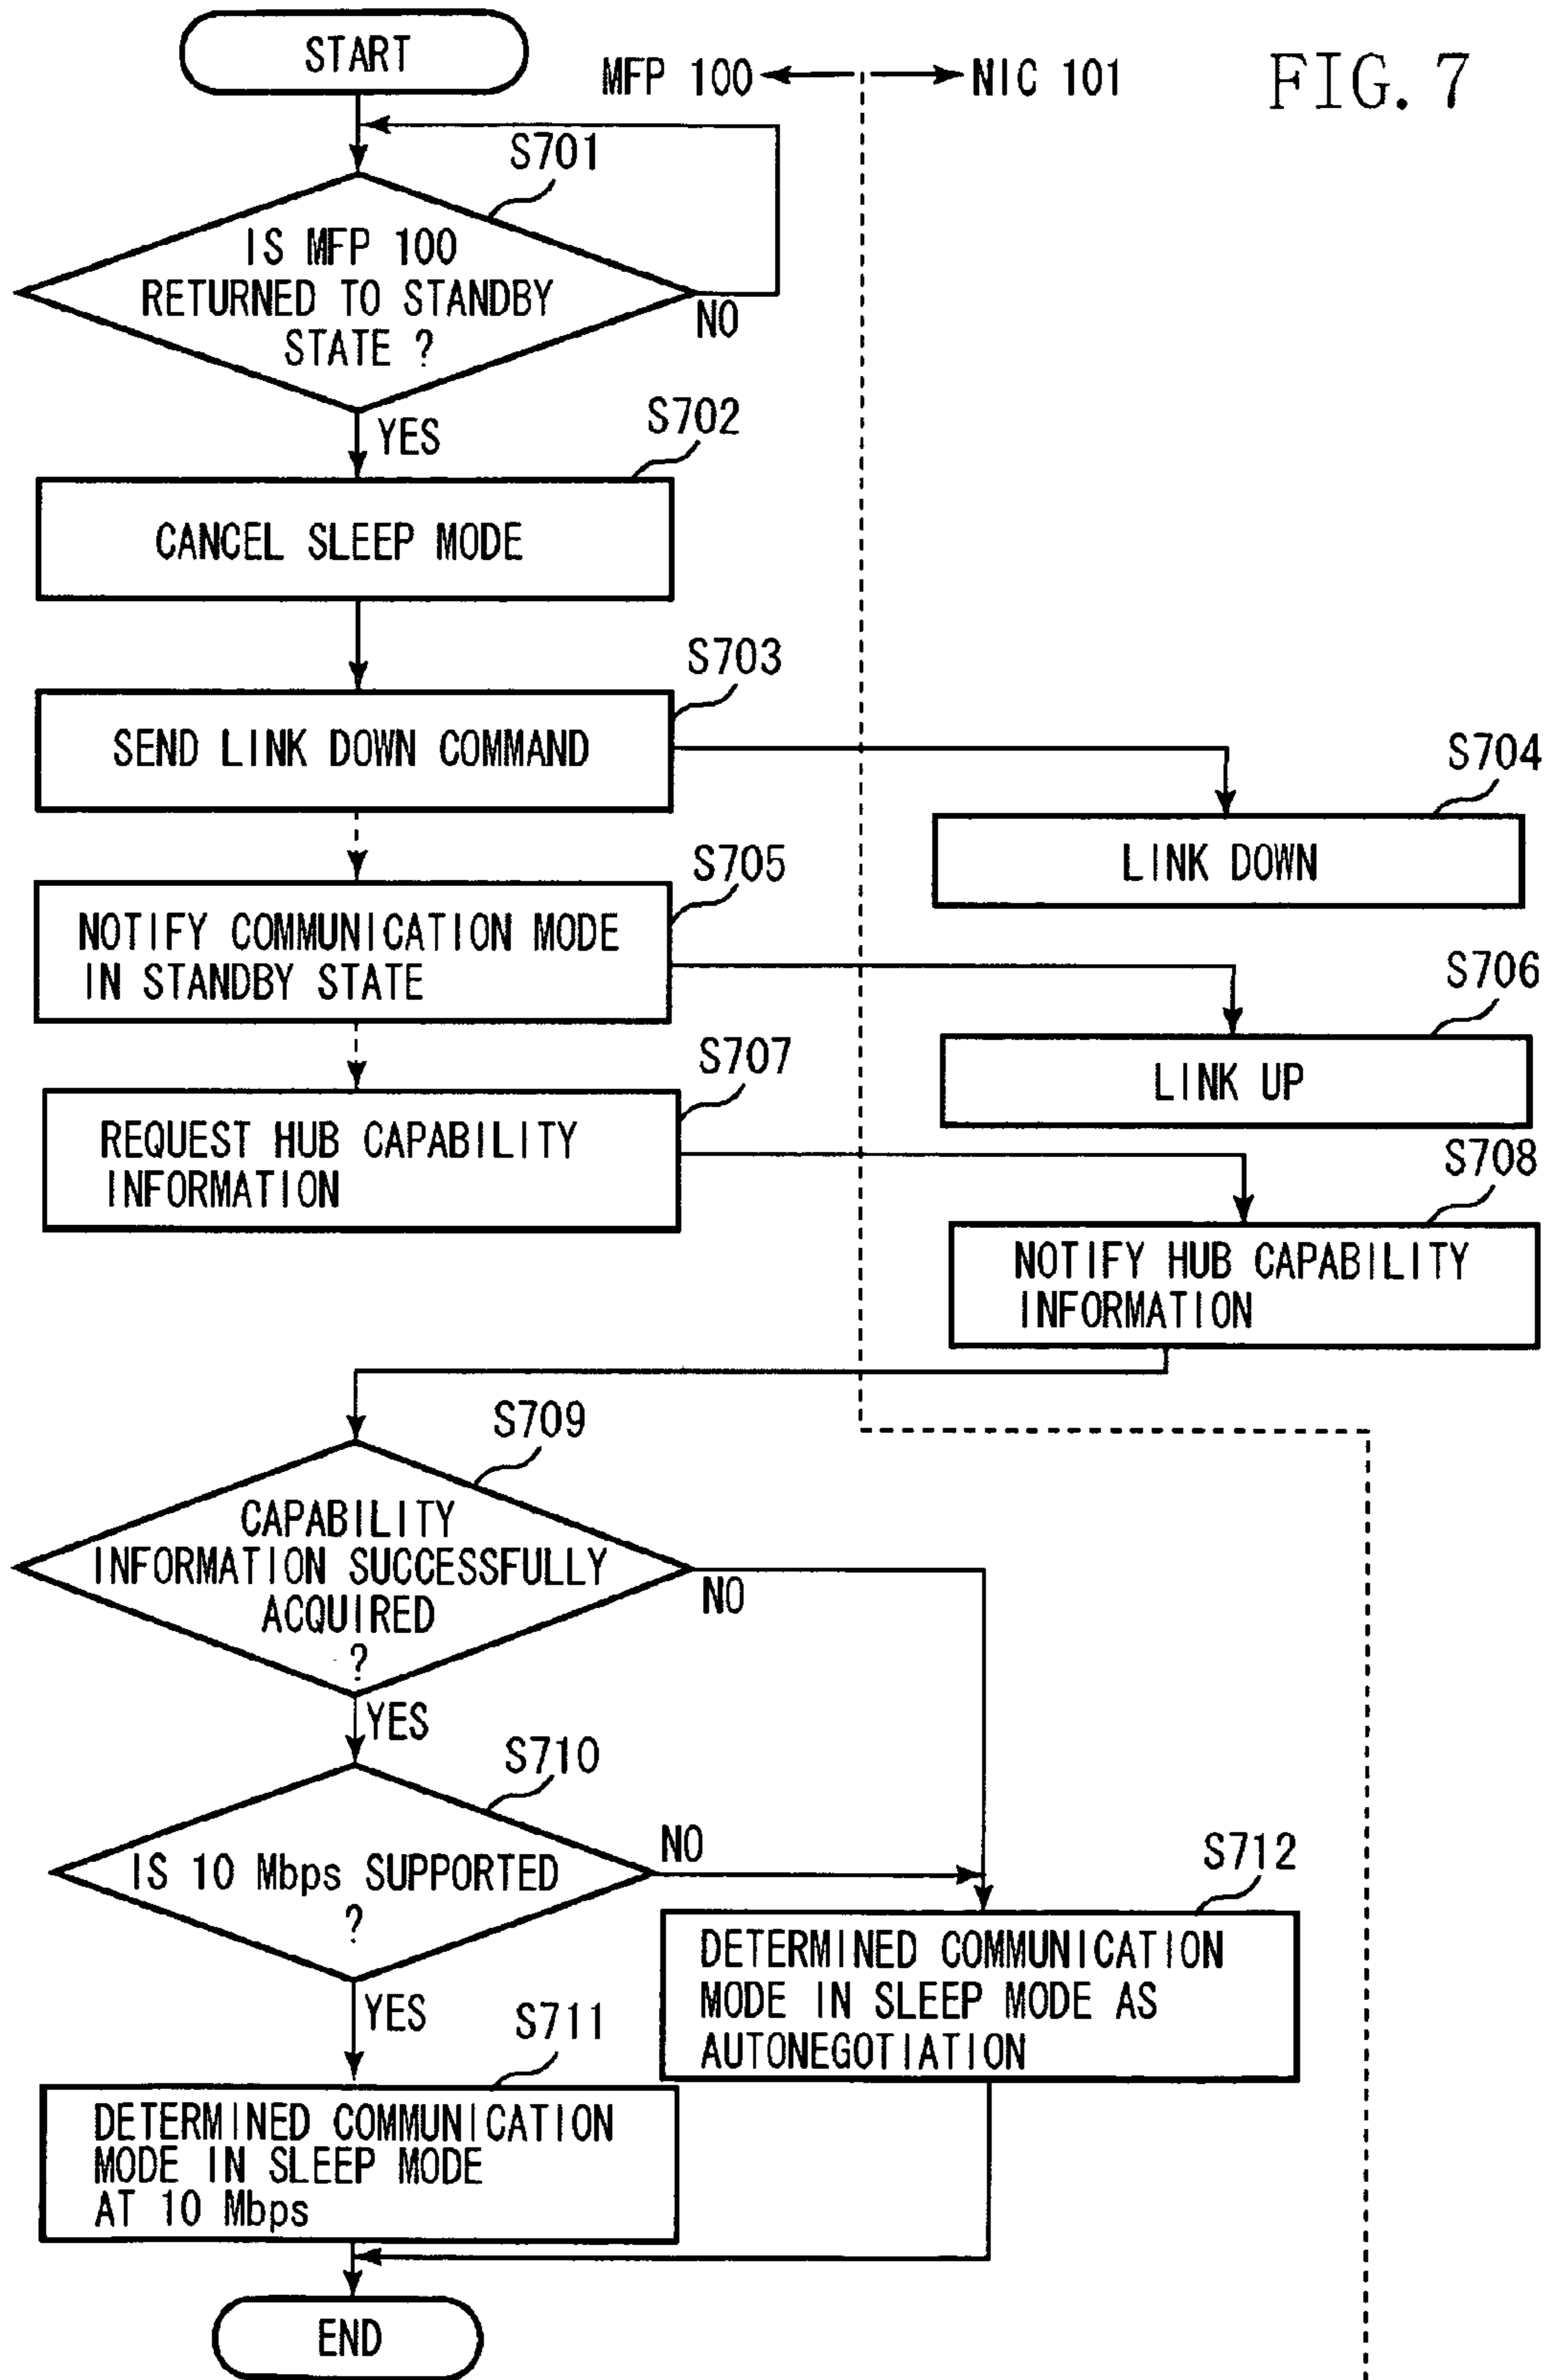 START
MFP 100
NIC 101
FIG. 7
S701
IS MFP 100
RETURNED TO STANDBY
STATE ?
NO
YES
S702
CANCEL SLEEP MODE
S703
SEND LINK DOWN COMMAND
S704
LINK DOWN
S705
NOTIFY COMMUNICATION MODE
IN STANDBY STATE
S706
LINK UP
S707
REQUEST HUB CAPABILITY
INFORMATION
S708
NOTIFY HUB CAPABILITY
INFORMATION
S709
CAPABILITY
INFORMATION SUCCESSFULLY
ACQUIRED
?
NO
YES
S710
IS 10 Mbps SUPPORTED
?
NO
YES
S712
DETERMINED COMMUNICATION
MODE IN SLEEP MODE AS
AUTONEGOTIATION
S711
DETERMINED COMMUNICATION
MODE IN SLEEP MODE
AT 10 Mbps
END